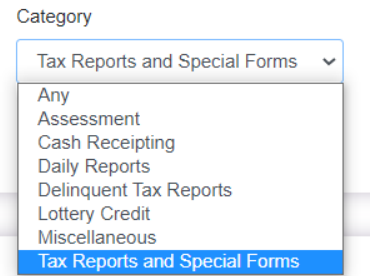 Category
Tax Reports and Special Forms
Any
Assessment
Cash Receipting
Daily Reports
Delinquent Tax Reports
Lottery Credit
Miscellaneous
Tax Reports and Special Forms